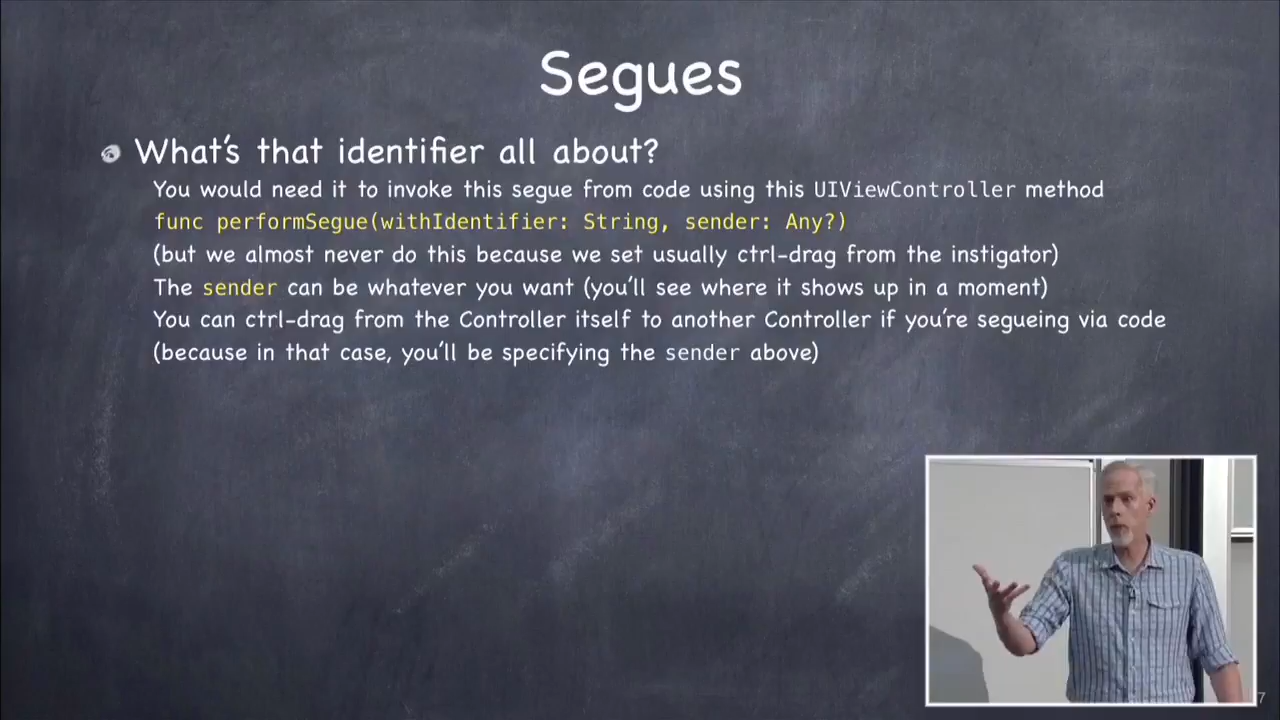 Segues
What's that identifier all about?
You would need it to invoke this segue from code using this UIViewController method
func performSegue(withIdentifier: String, sender: Any?)
(but we almost never do this because we set usually ctrl-drag from the instigator)
The sender can be whatever you want (you'll see where it shows up in a moment)
You can ctrl-drag from the Controller itself to another Controller if you're segueing via code
(because in that case, you'll be specifying the sender above)